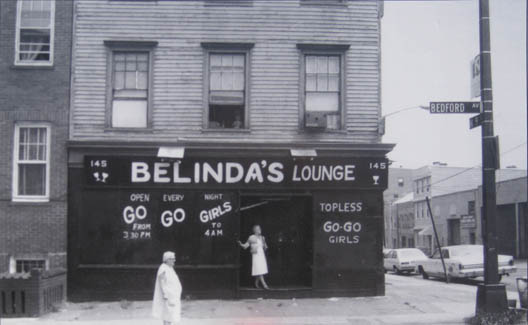 145 BELINDA'S LOUNGE 145
OPEN EVERY NIGHT
GO GO GIRLS
FROM TO
3 30 PM 4 AM
TOPLESS
GO-GO
GIRLS
BEDFORD AV